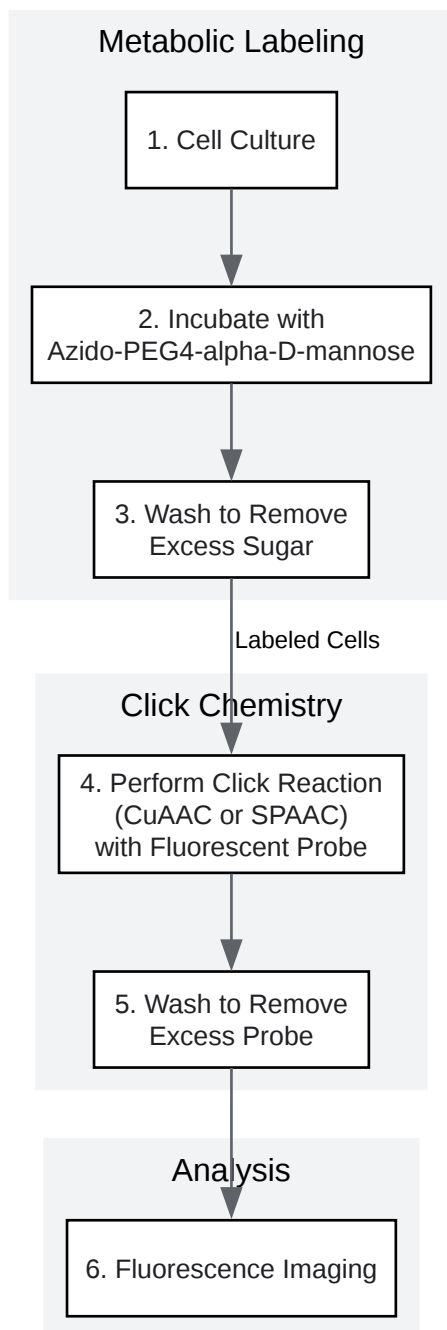 Metabolic Labeling
1. Cell Culture
2. Incubate with
Azido-PEG4-alpha-D-mannose
3. Wash to Remove
Excess Sugar
Labeled Cells
Click Chemistry
4. Perform Click Reaction
(CuAAC or SPAAC)
with Fluorescent Probe
5. Wash to Remove
Excess Probe
Analysis
6. Fluorescence Imaging